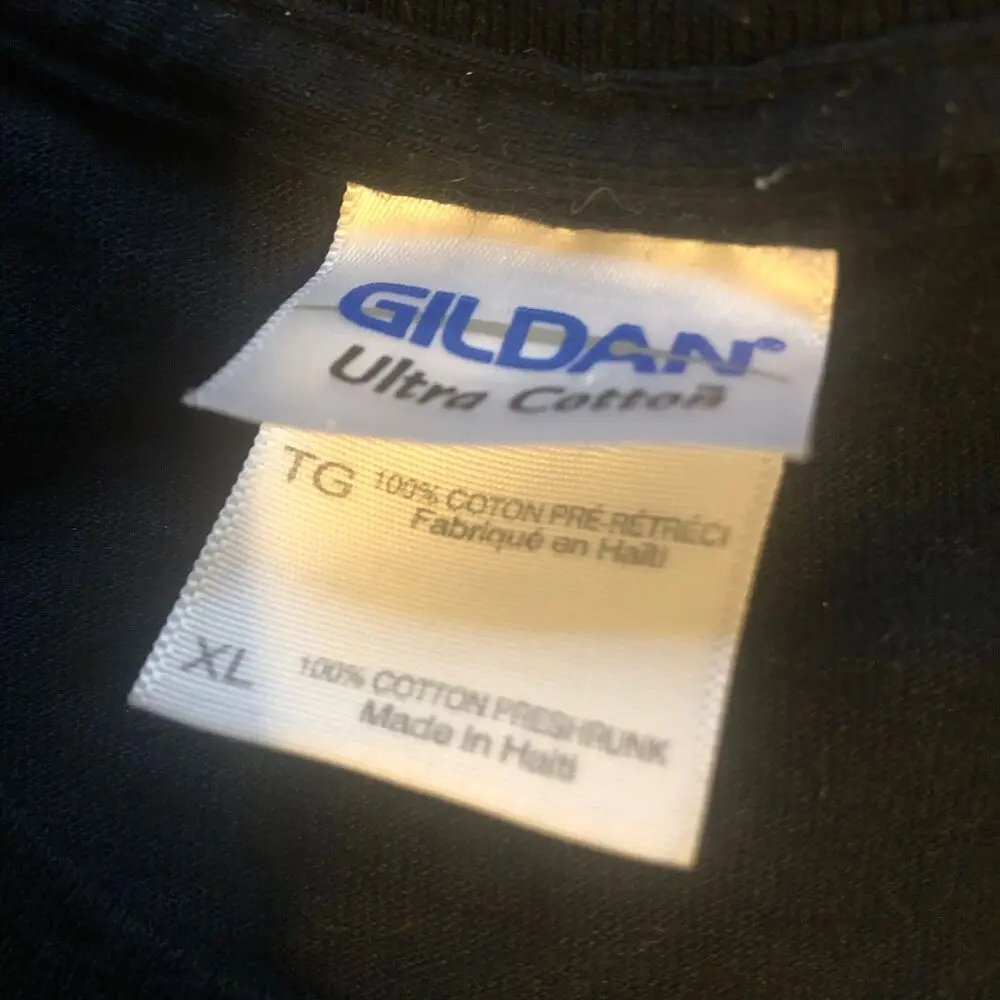 GILDAN®
Ultra Cotton
TG 100% COTON PRÉ-RÉTRÉCI
Fabriqué en Haïti
XL 100% COTTON PRESHRUNK
Made in Haiti